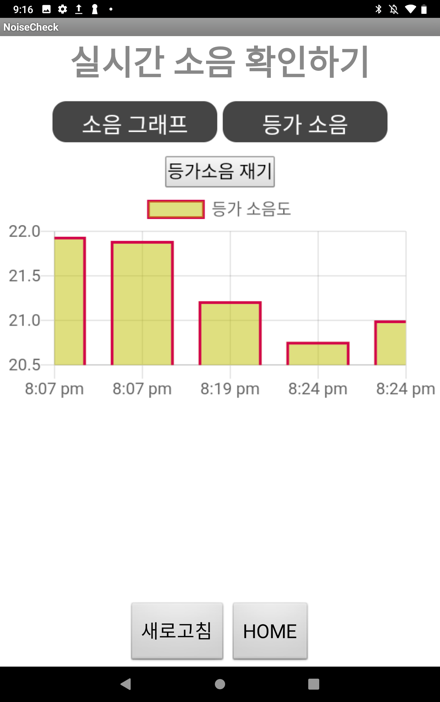 9:16
NoiseCheck
실시간 소음 확인하기
소음 그래프 등가 소음
등가소음 재기
등가 소음도
22.0
21.5
21.0
20.5
8:07 pm 8:07 pm 8:19 pm 8:24 pm 8:24 pm
새로고침 HOME